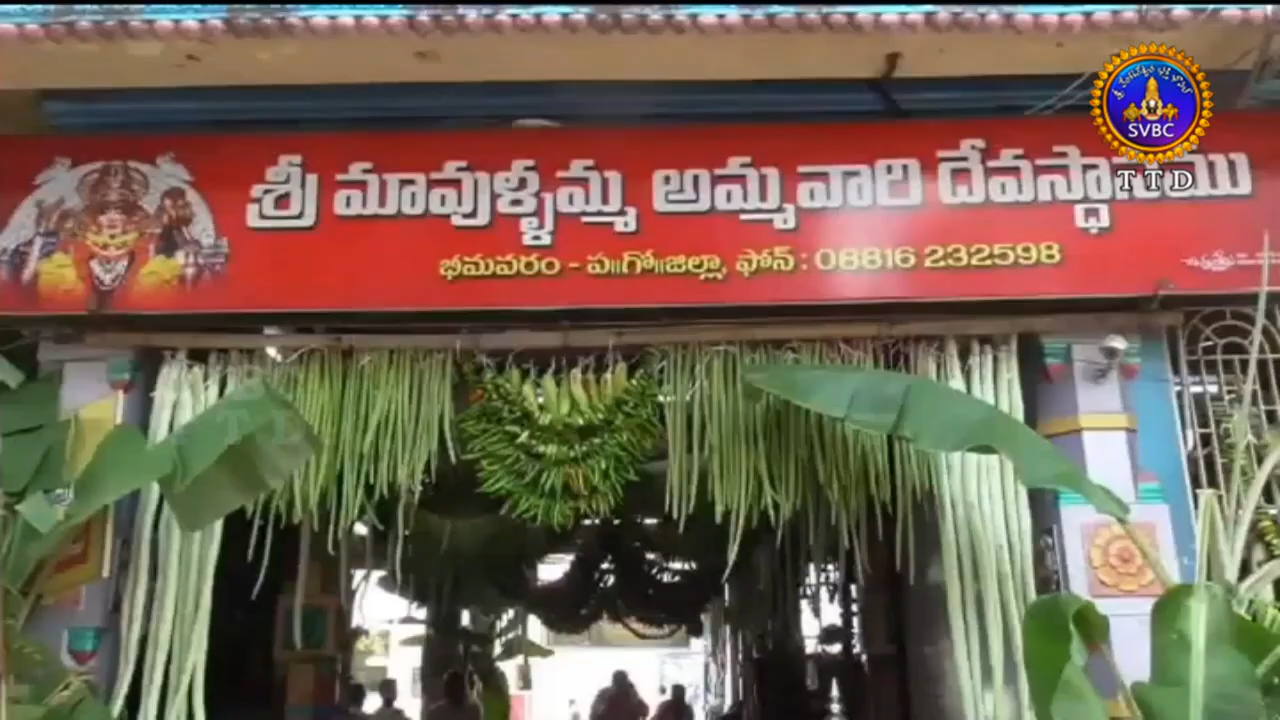 శ్రీ మావుళ్ళమ్మ అమ్మవారి దేవస్థానము
భీమవరం - ప॥గో॥జిల్లా, ఫోన్ : 08816 232598
SVBC
TTD